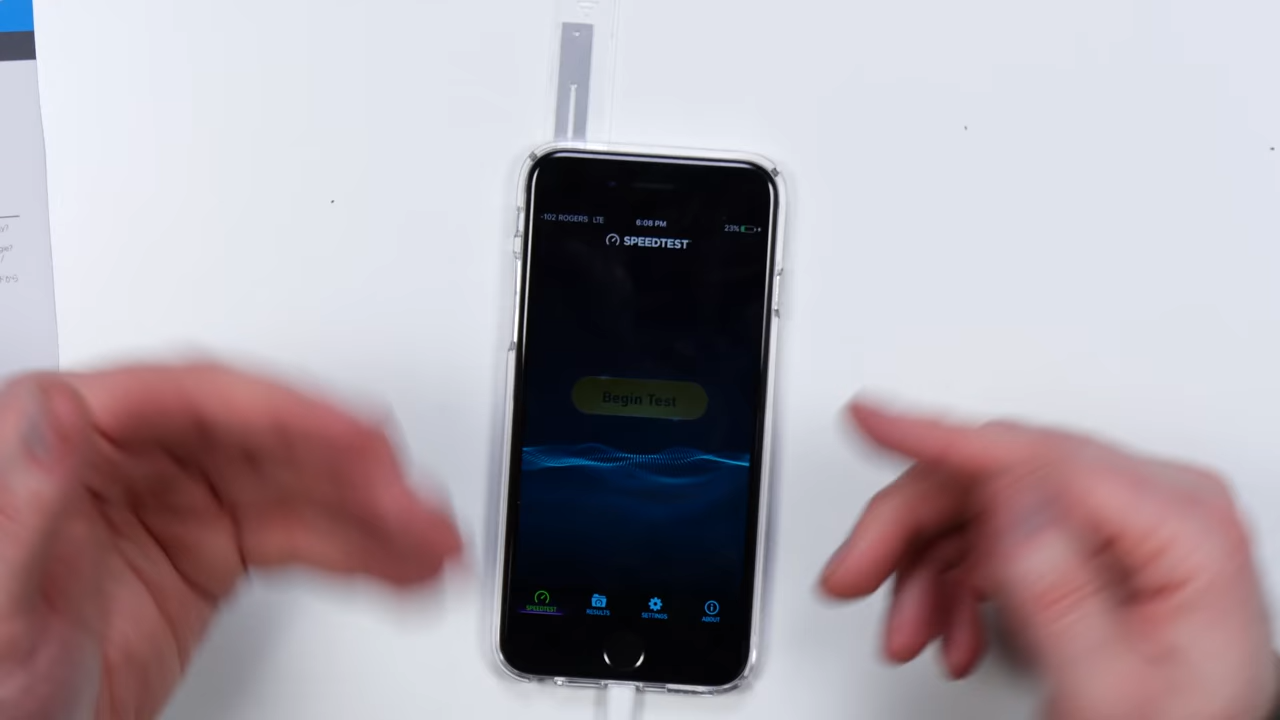 -102 ROGERS LTE 6:08 PM 23%
SPEEDTEST
Begin Test
SPEEDTEST RESULTS SETTINGS ABOUT